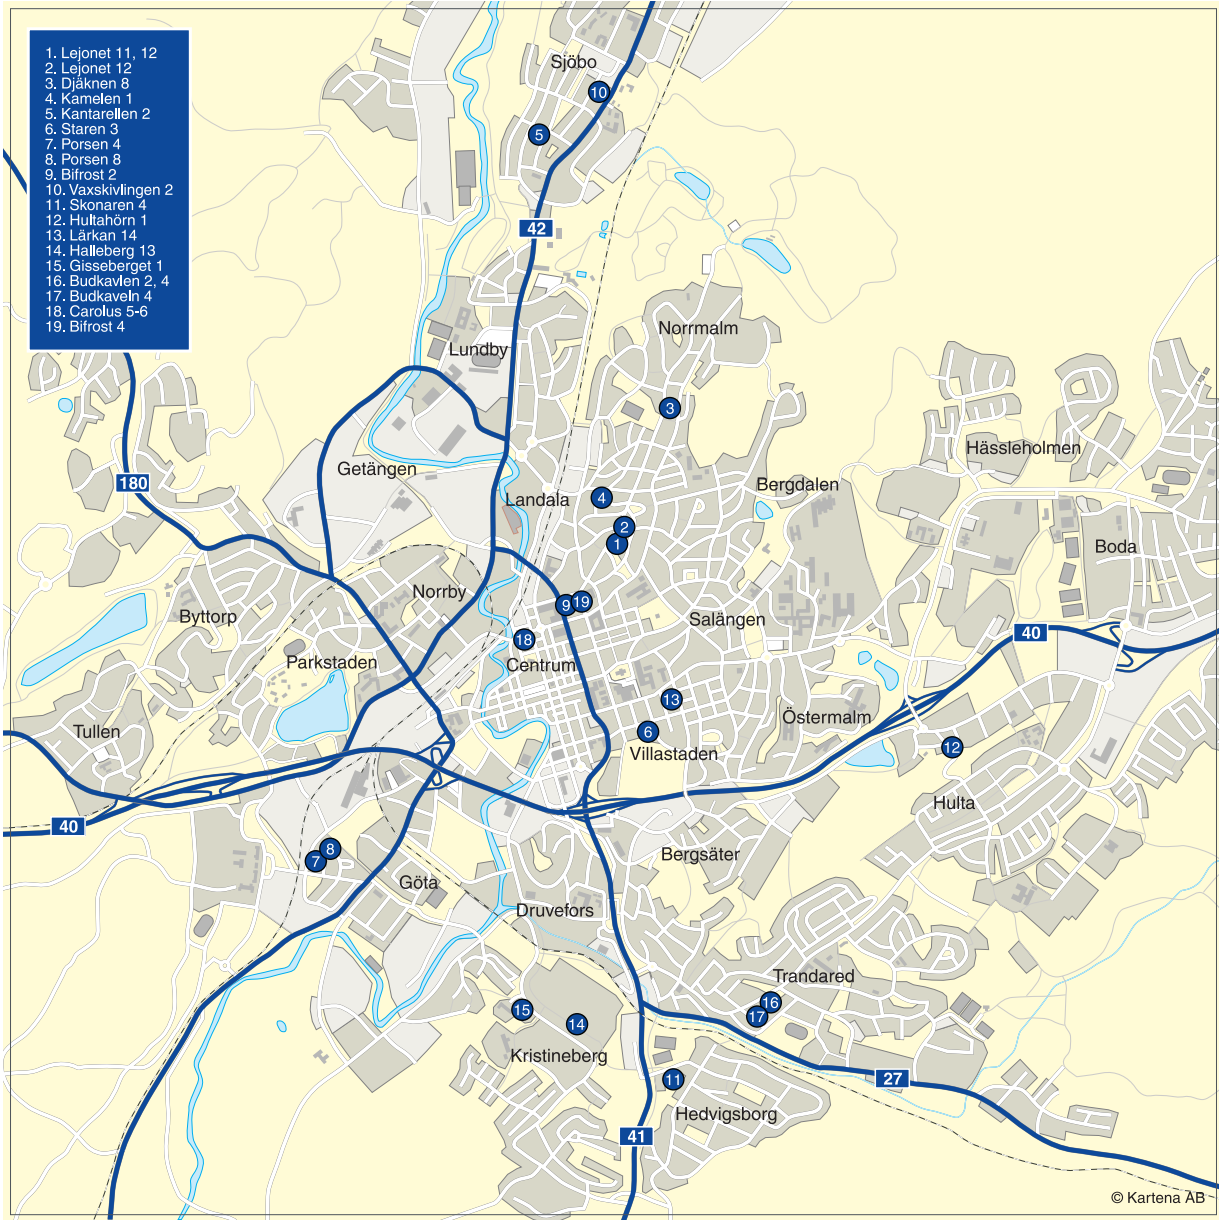 1. Lejonet 11, 12
2. Lejonet 12
3. Djäknen 8
4. Kamelen 1
5. Kantarellen 2
6. Staren 3
7. Porsen 4
8. Porsen 8
9. Bifrost 2
10. Vaxskivlingen 2
11. Skonaren 4
12. Hultahörn 1
13. Lärkan 14
14. Halleberg 13
15. Gisseberget 1
16. Budkavlen 2, 4
17. Budkaveln 4
18. Carolus 5-6
19. Bifrost 4
Sjöbo
10
5
42
Norrmalm
Lundby
3
Hässleholmen
Getängen
180
Bergdalen
Landala
4
2
1
Boda
Norrby
9
19
Byttorp
Salängen
40
18
Parkstaden
Centrum
13
Östermalm
Tullen
6
Villastaden
12
Hulta
40
8
7
Bergsäter
Göta
Druvefors
Trandared
16
15
17
14
Kristineberg
11
27
Hedvigsborg
41
© Kartena AB